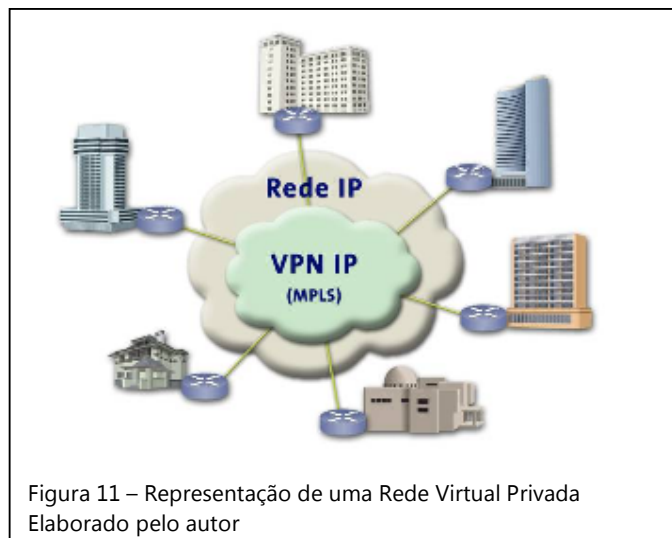 Rede IP
VPN IP
(MPLS)
Figura 11 – Representação de uma Rede Virtual Privada
Elaborado pelo autor